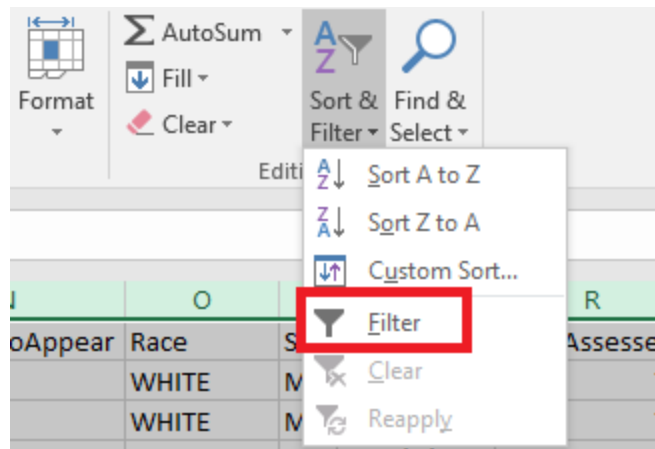 AutoSum
Fill
Clear
Format
Sort &
Filter
Find &
Select
Editi
Sort A to Z
Sort Z to A
Custom Sort...
Filter
Clear
Reapply
O
R
oAppear Race S Assesse
WHITE M
WHITE M